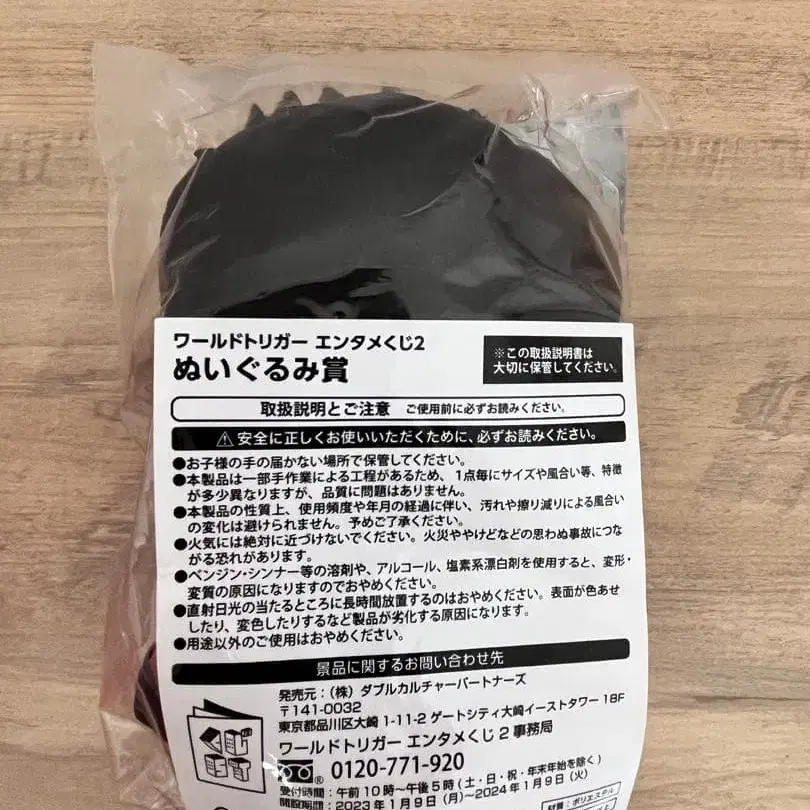 ワールドトリガー エンタメくじ2
ぬいぐるみ賞
※この取扱説明書は
大切に保管してください。
取扱説明とご注意 ご使用前に必ずお読みください。
⚠安全に正しくお使いいただくために、必ずお読みください。
●お子様の手の届かない場所で保管してください。
●本製品は一部手作業による工程があるため、1点毎にサイズや風合い等、特徴
が多少異なりますが、品質に問題はありません。
●本製品の性質上、使用頻度や年月の経過に伴い、汚れや擦り減りによる風合い
の変化は避けられません。予めご了承ください。
●火気には絶対に近づけないでください。火災ややけどなどの思わぬ事故につな
がる恐れがあります。
●ベンジン・シンナー等の溶剤や、アルコール、塩素系漂白剤を使用すると、変形・
変質の原因になりますのでおやめください。
●直射日光の当たるところに長時間放置するのはおやめください。表面が色あせ
したり、変色したりするなど製品が劣化する原因になります。
●用途以外のご使用はおやめください。
景品に関するお問い合わせ先
発売元：（株）ダブルカルチャーパートナーズ
〒141-0032
東京都品川区大崎 1-11-2 ゲートシティ大崎イーストタワー 18F
ワールドトリガー エンタメくじ 2 事務局
® 0120-771-920
受付時間：午前 10 時～午後 5 時（土・日・祝・年末年始を除く）
開設期間：2023 年 1 月 9 日（月）～2024 年 1 月 9 日（火）
材質：ポリエステル